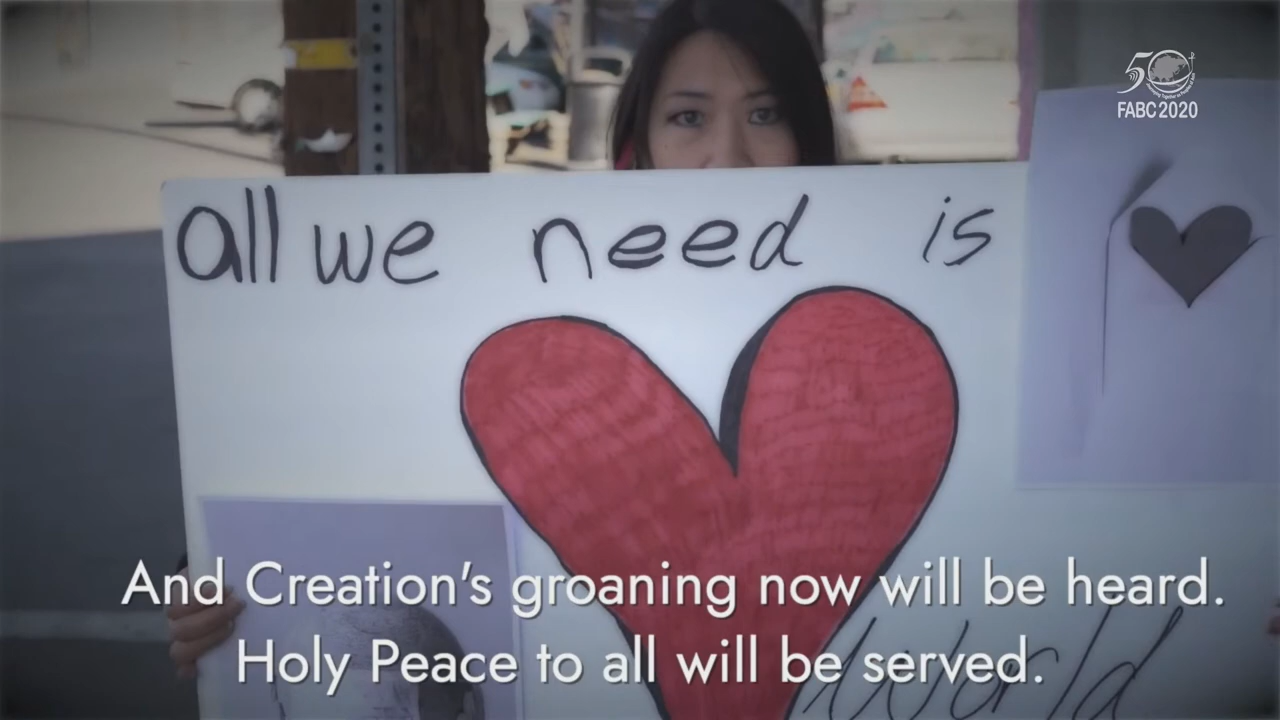 50
FABC 2020
all we need is
And Creation's groaning now will be heard.
Holy Peace to all will be served.
World